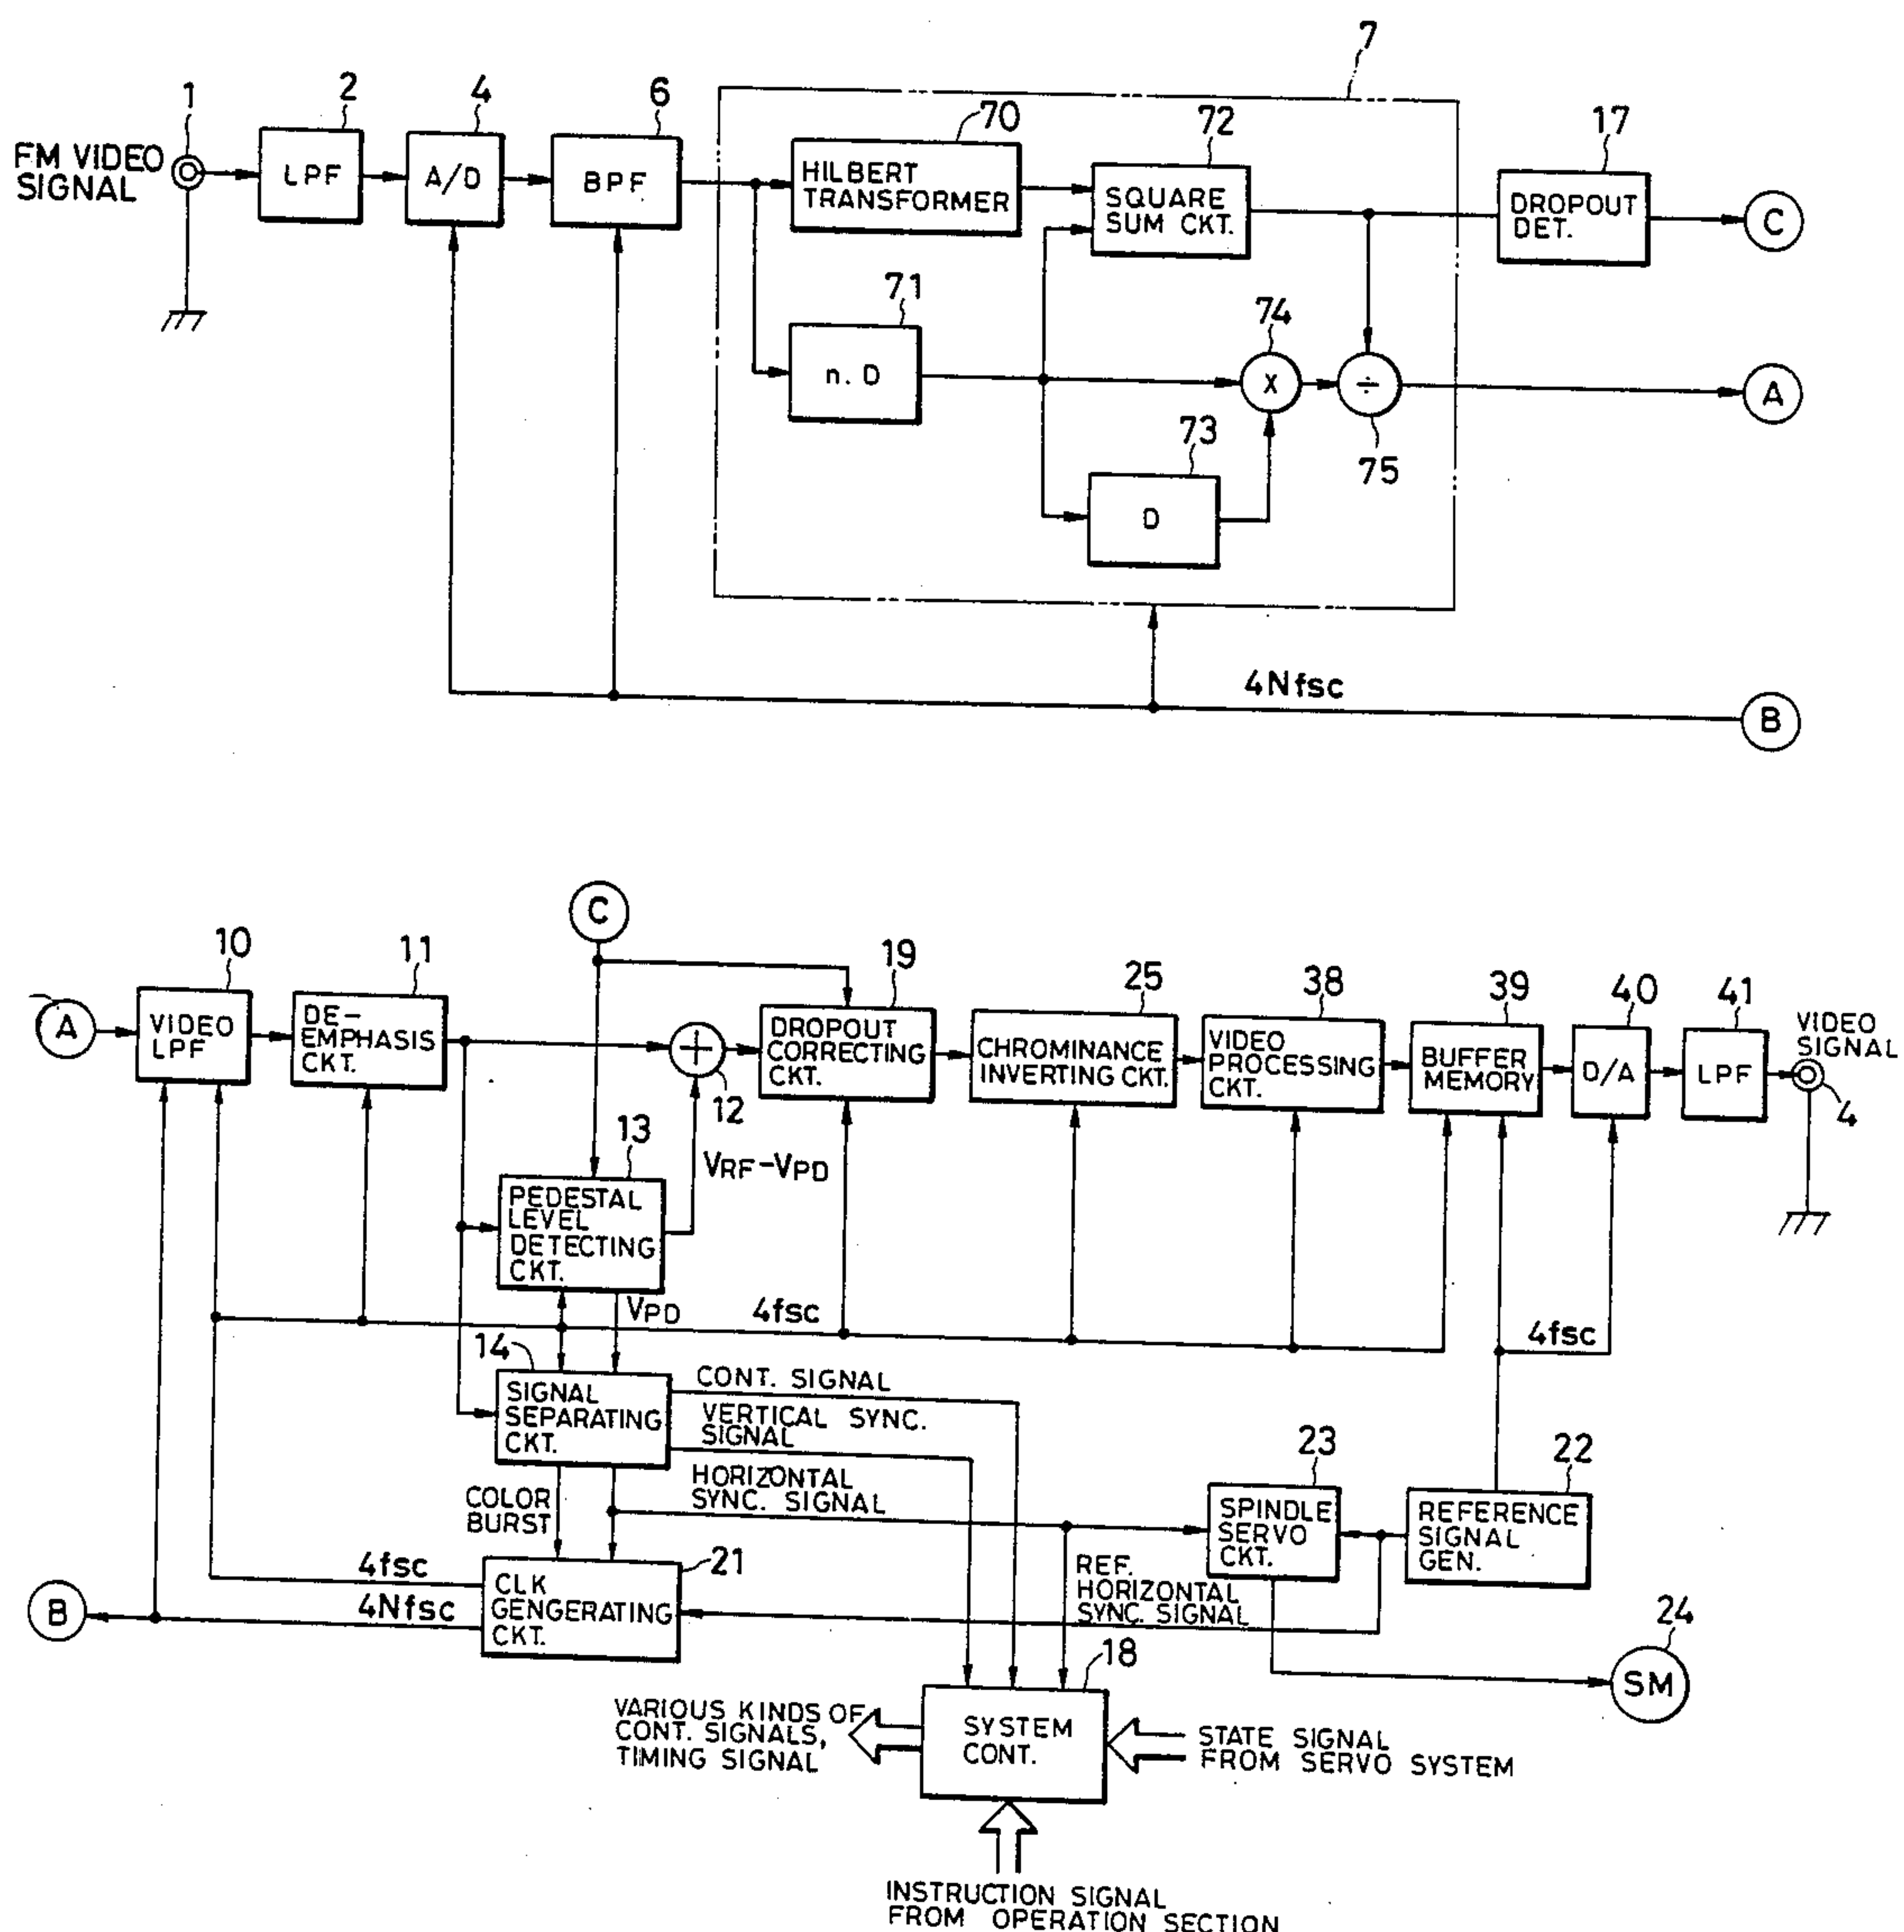 7
1
2
4
6
70
72
17
FM VIDEO
SIGNAL
LPF
A/D
BPF
HILBERT
TRANSFORMER
SQUARE
SUM CKT.
DROPOUT
DET.
C
71
74
n. D
X
÷
A
73
75
D
4Nfsc
B
C
10
11
19
25
38
39
40
41
A
VIDEO
LPF
DE-
EMPHASIS
CKT.
+
12
DROPOUT
CORRECTING
CKT.
CHROMINANCE
INVERTING CKT.
VIDEO
PROCESSING
CKT.
BUFFER
MEMORY
D/A
LPF
VIDEO
SIGNAL
4
13
VRF-VPD
PEDESTAL
LEVEL
DETECTING
CKT.
VPD
4fsc
4fsc
14
SIGNAL
SEPARATING
CKT.
CONT. SIGNAL
VERTICAL SYNC.
SIGNAL
HORIZONTAL
SYNC. SIGNAL
COLOR
BURST
23
22
SPINDLE
SERVO
CKT.
REFERENCE
SIGNAL
GEN.
21
4fsc
4Nfsc
B
CLK
GENGERATING
CKT.
REF.
HORIZONTAL
SYNC. SIGNAL
24
SM
18
VARIOUS KINDS OF
CONT. SIGNALS,
TIMING SIGNAL
SYSTEM
CONT.
STATE SIGNAL
FROM SERVO SYSTEM
INSTRUCTION SIGNAL
FROM OPERATION SECTION